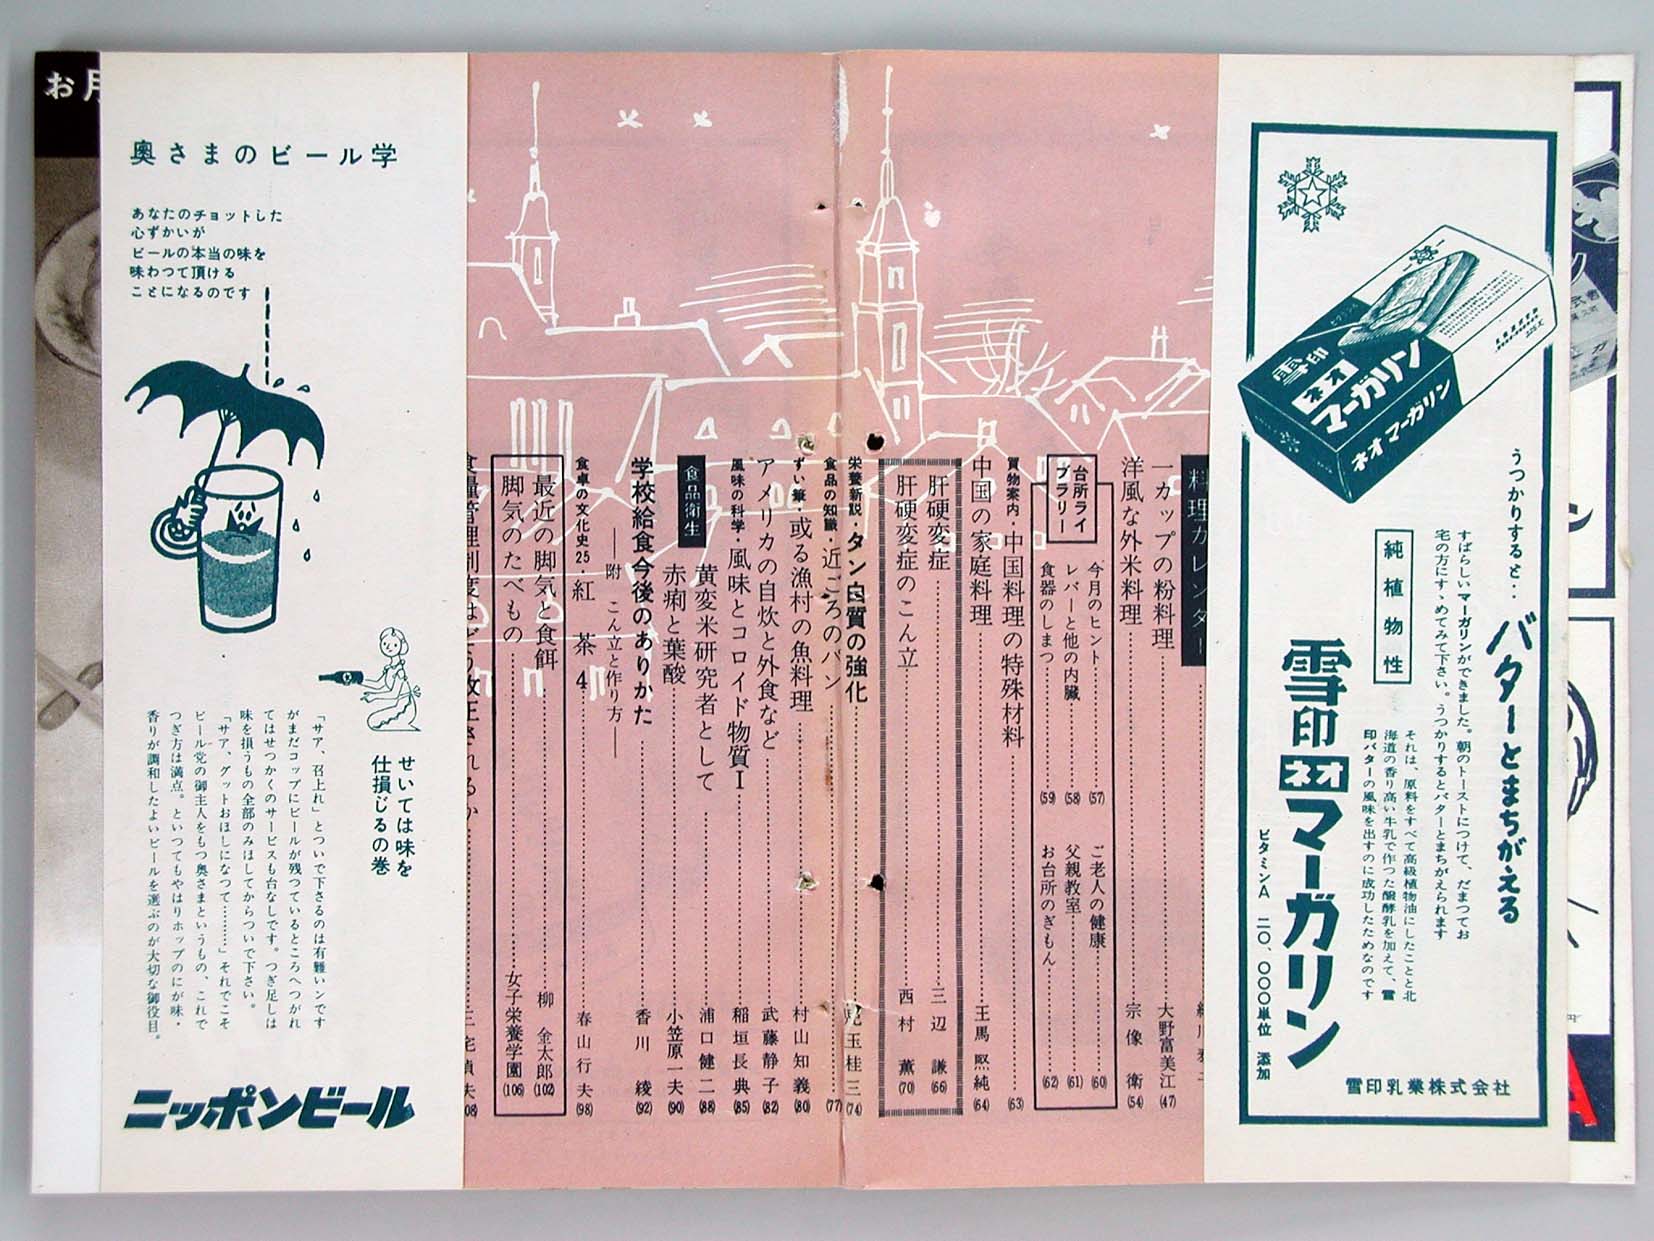 うつかりすると‥
バターとまちがえる
すばらしいマーガリンができました。朝のトーストにつけて、だまつてお
宅の方にすゝめてみて下さい。うつかりするとバターとまちがえられます
純植物性
それは、原料をすべて高級植物油にしたことと北
海道の香り高い牛乳で作つた醗酵乳を加えて、雪
印バターの風味を出すのに成功したためなのです
雪印ネオマーガリン
ビタミンA 二〇、〇〇〇単位 添加
雪印乳業株式会社
雪印
ネオ
マーガリン
ネオ マーガリン
料理カレンダー
一カップの粉料理 大野富美江 (47)
洋風な外米料理 宗像 衛 (54)
台所ライブラリー
今月のヒント (57)
レバーと他の内臓 (58)
食器のしまつ (59)
ご老人の健康 (60)
父親教室 (61)
お台所のぎもん (62)
買物案内・中国料理の特殊材料 (63)
中国の家庭料理 王馬熙純 (64)
肝硬変症 三辺 謙 (66)
肝硬変症のこん立 西村 薫 (70)
栄養新説・タン白質の強化 児玉桂三 (74)
食品の知識・近ごろのパン (77)
ずい筆・或る漁村の魚料理 村山知義 (80)
アメリカの自炊と外食など 武藤静子 (82)
風味の科学・風味とコロイド物質Ⅰ 稲垣長典 (85)
食品衛生
黄変米研究者として 浦口健二 (88)
赤痢と葉酸 小笠原一夫 (90)
学校給食今後のありかた 香川 綾 (92)
――附 こん立と作り方――
食卓の文化史25・紅茶 4 春山行夫 (98)
最近の脚気と食餌 柳 金太郎 (102)
脚気のたべもの 女子栄養学園 (106)
奥さまのビール学
あなたのチョットした
心ずかいが
ビールの本当の味を
味わつて頂ける
ことになるのです
せいては味を
仕損じるの巻
「サア、召上れ」とついで下さるのは有難いンです
がまだコップにビールが残つているところへつがれ
てはせつかくのサービスも台なしです。つぎ足しは
味を損うもの全部のみほしてからついで下さい。
「サア、グットおほしになつて………」それでこそ
ビール党の御主人をもつ奥さまというもの、これで
つぎ方は満点。といつてもやはりホップのにが味・
香りが調和したよいビールを選ぶのが大切な御役目。
ニッポンビール
お月